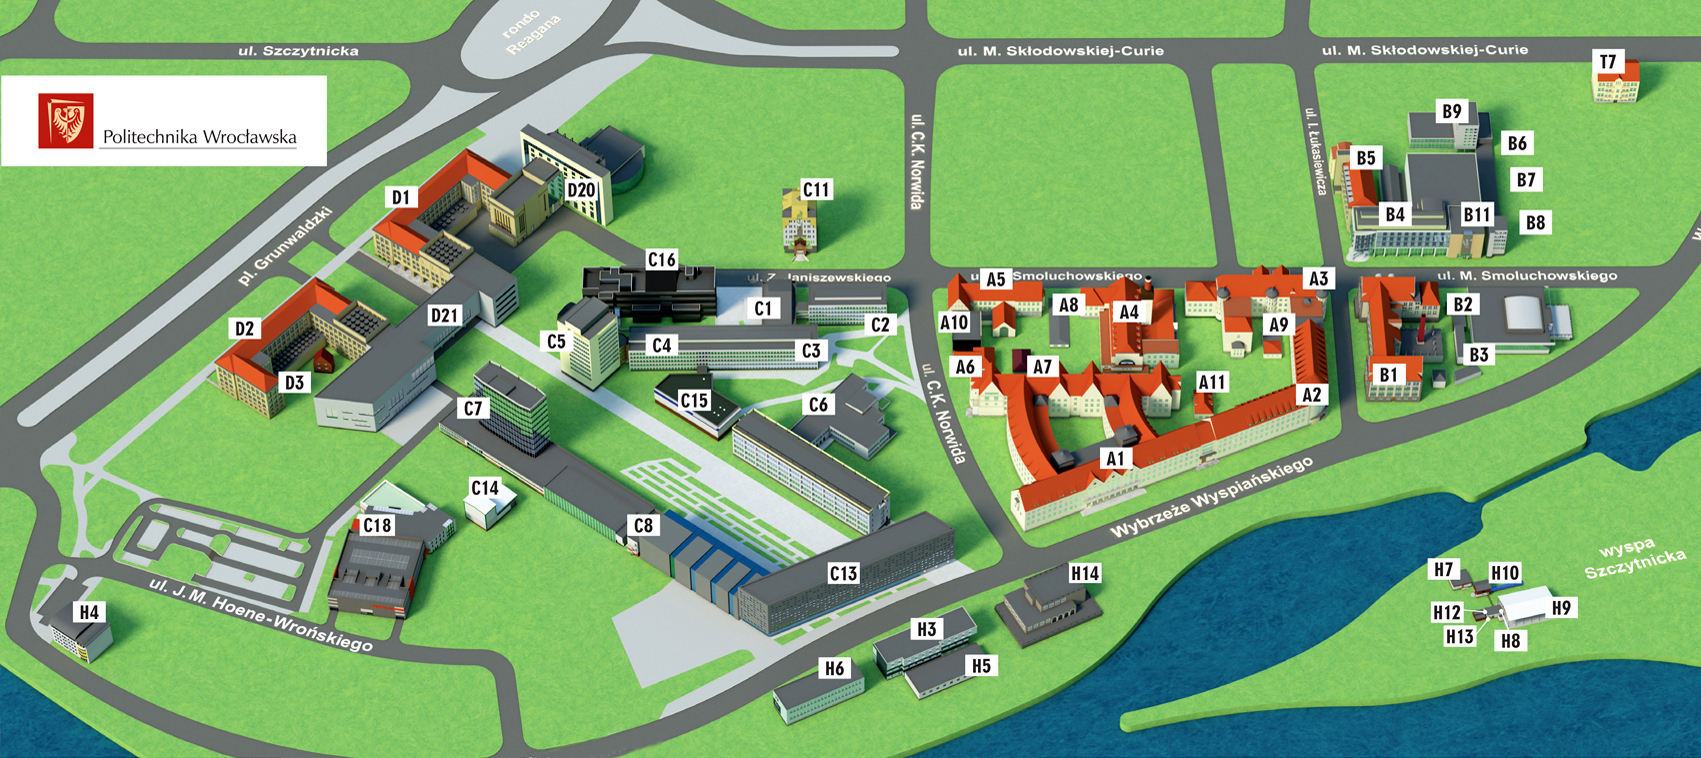 rondo
Reagana
ul. Szczytnicka
ul. M. Skłodowskiej-Curie
ul. M. Skłodowskiej-Curie
T7
Politechnika Wrocławska
B9
B6
ul. C.K. Norwida
ul. I. Łukasiewicza
B5
B7
D1
D20
C11
B4
B11
B8
pl. Grunwaldzki
C16
ul. Z. Janiszewskiego
A5
Smoluchowskiego
A3
ul. M. Smoluchowskiego
C1
A8
A4
B2
D21
C2
A10
A9
D2
C5
C4
C3
B3
A6
A7
B1
D3
A11
A2
C7
C15
C6
ul. C.K. Norwida
A1
C14
Wybrzeże Wyspiańskiego
C18
C8
wyspa
Szczytnicka
C13
H14
H7
H10
ul. J.M. Hoene-Wrońskiego
H4
H12
H9
H3
H13
H8
H6
H5